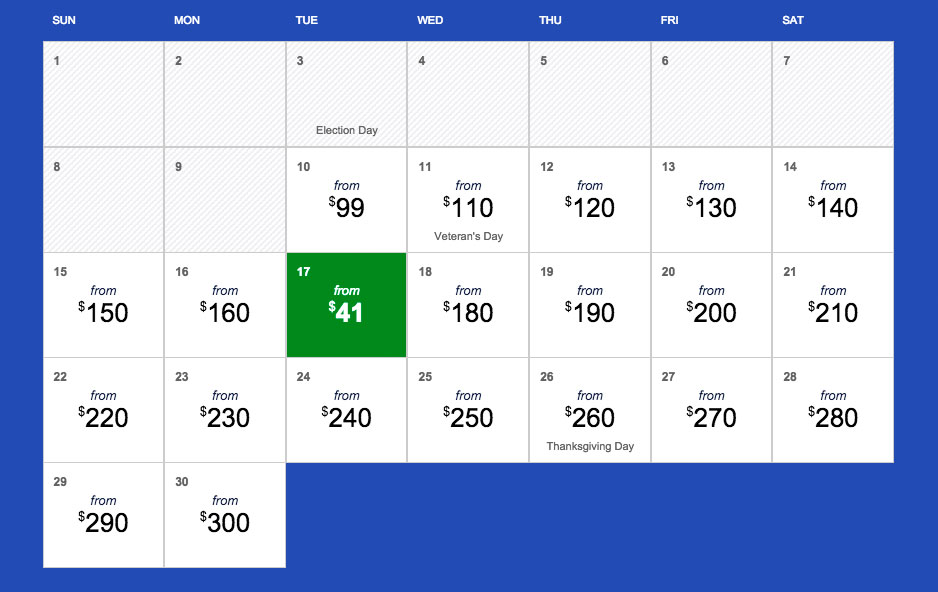 SUN MON TUE WED THU FRI SAT
1 2 3 4 5 6 7
Election Day
8 9 10 11 12 13 14
from from from from from
$99 $110 $120 $130 $140
Veteran's Day
15 16 17 18 19 20 21
from from from from from from from
$150 $160 $41 $180 $190 $200 $210
22 23 24 25 26 27 28
from from from from from from from
$220 $230 $240 $250 $260 $270 $280
Thanksgiving Day
29 30
from from
$290 $300